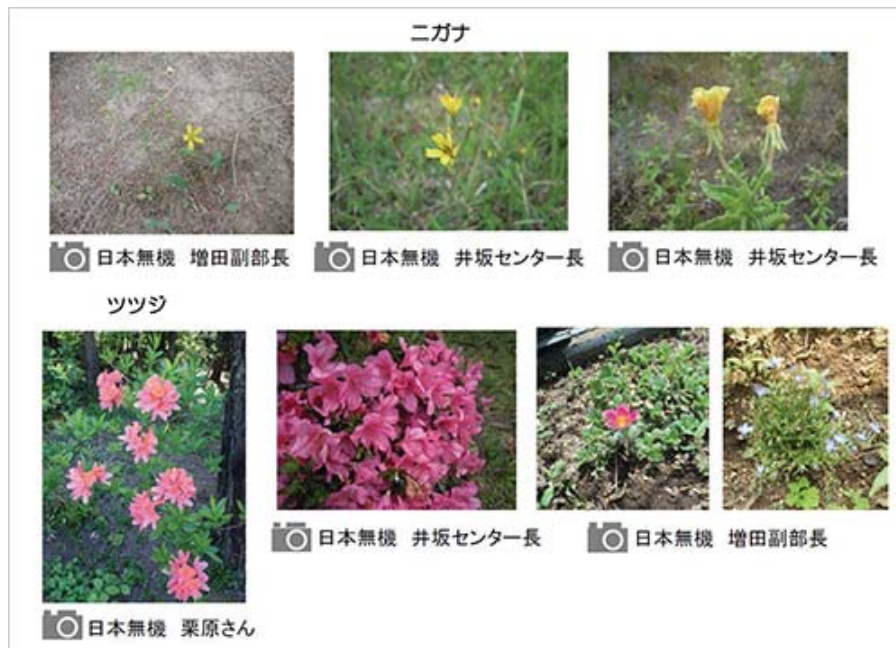 ニガナ
日本無機 増田副部長
日本無機 井坂センター長
日本無機 井坂センター長
ツツジ
日本無機 井坂センター長
日本無機 増田副部長
日本無機 栗原さん